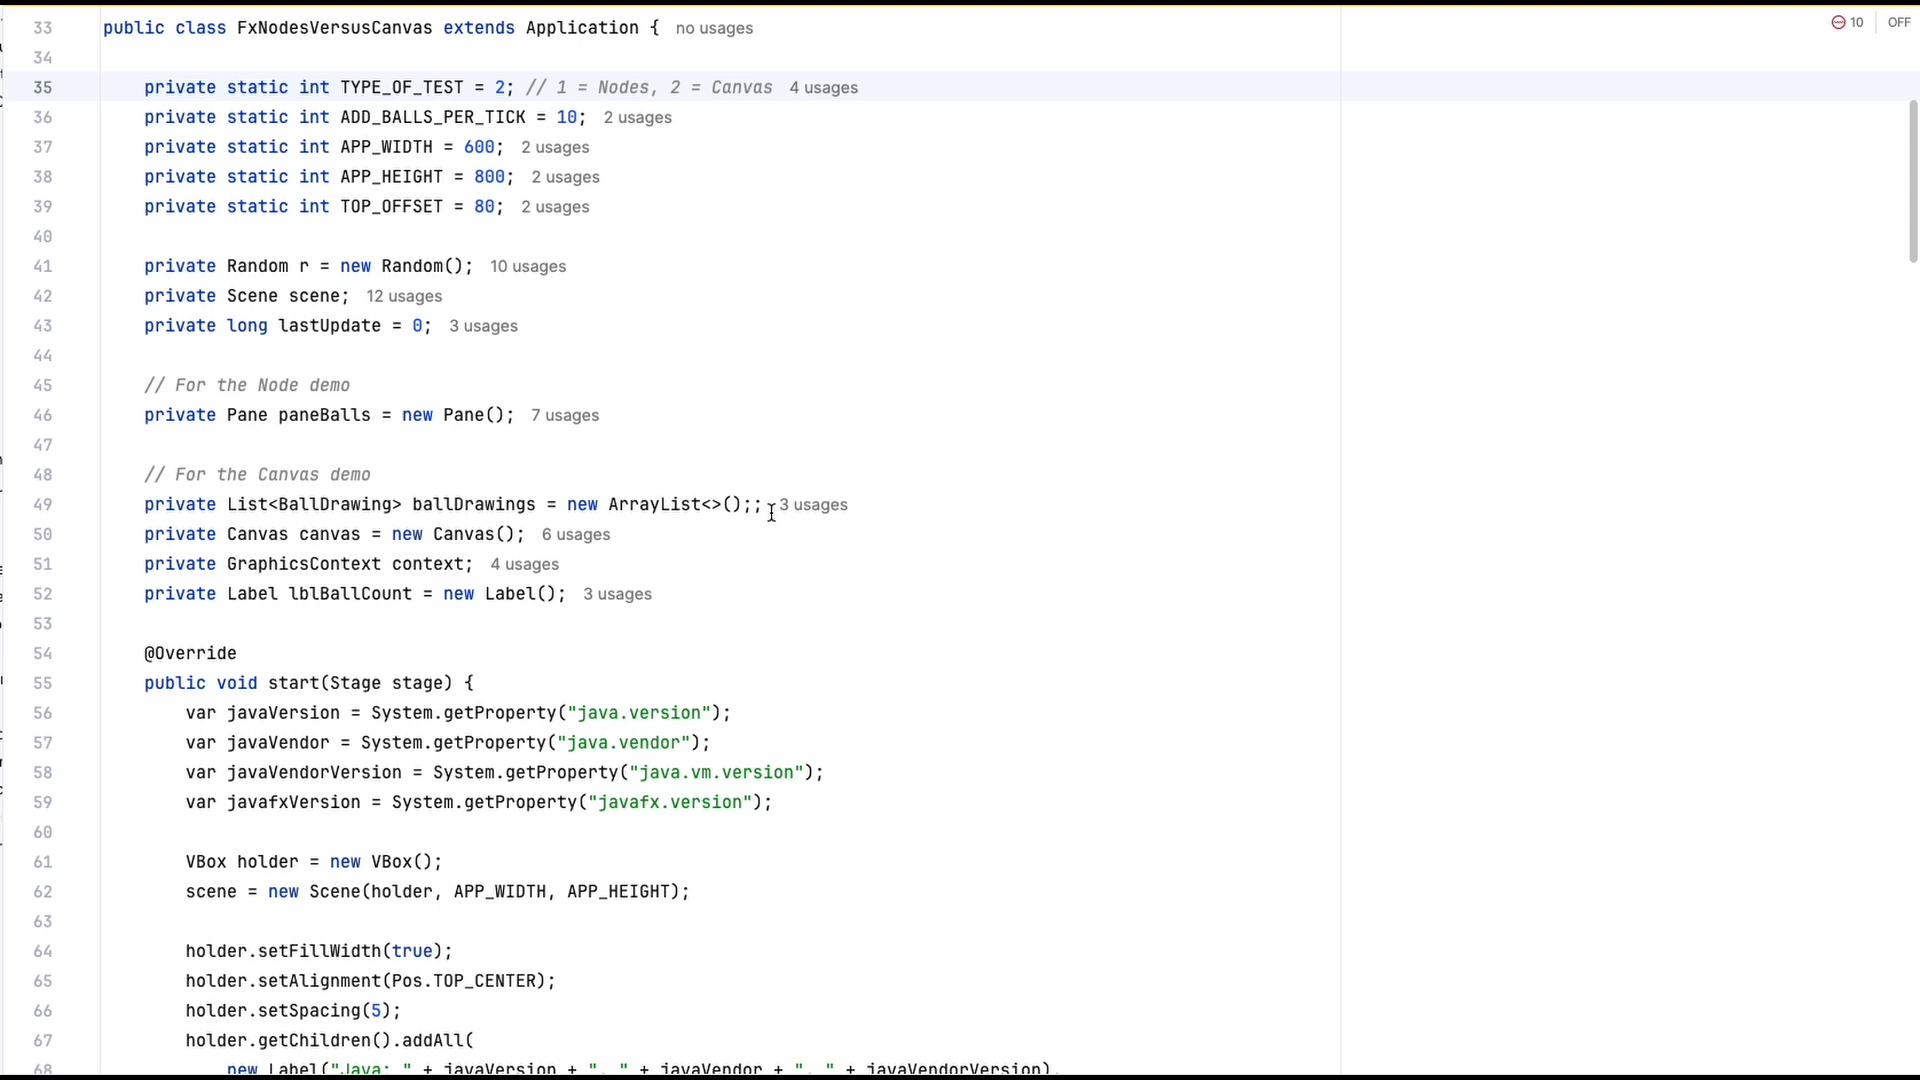 33 public class FxNodesVersusCanvas extends Application { no usages
10 OFF
34
35 private static int TYPE_OF_TEST = 2; // 1 = Nodes, 2 = Canvas 4 usages
36 private static int ADD_BALLS_PER_TICK = 10; 2 usages
37 private static int APP_WIDTH = 600; 2 usages
38 private static int APP_HEIGHT = 800; 2 usages
39 private static int TOP_OFFSET = 80; 2 usages
40
41 private Random r = new Random(); 10 usages
42 private Scene scene; 12 usages
43 private long lastUpdate = 0; 3 usages
44
45 // For the Node demo
46 private Pane paneBalls = new Pane(); 7 usages
47
48 // For the Canvas demo
49 private List<BallDrawing> ballDrawings = new ArrayList<>();; 3 usages
50 private Canvas canvas = new Canvas(); 6 usages
51 private GraphicsContext context; 4 usages
52 private Label lblBallCount = new Label(); 3 usages
53
54 @Override
55 public void start(Stage stage) {
56 var javaVersion = System.getProperty("java.version");
57 var javaVendor = System.getProperty("java.vendor");
58 var javaVendorVersion = System.getProperty("java.vm.version");
59 var javafxVersion = System.getProperty("javafx.version");
60
61 VBox holder = new VBox();
62 scene = new Scene(holder, APP_WIDTH, APP_HEIGHT);
63
64 holder.setFillWidth(true);
65 holder.setAlignment(Pos.TOP_CENTER);
66 holder.setSpacing(5);
67 holder.getChildren().addAll(
68 new Label("Java: " + javaVersion + ", " + javaVendor + ", " + javaVendorVersion),